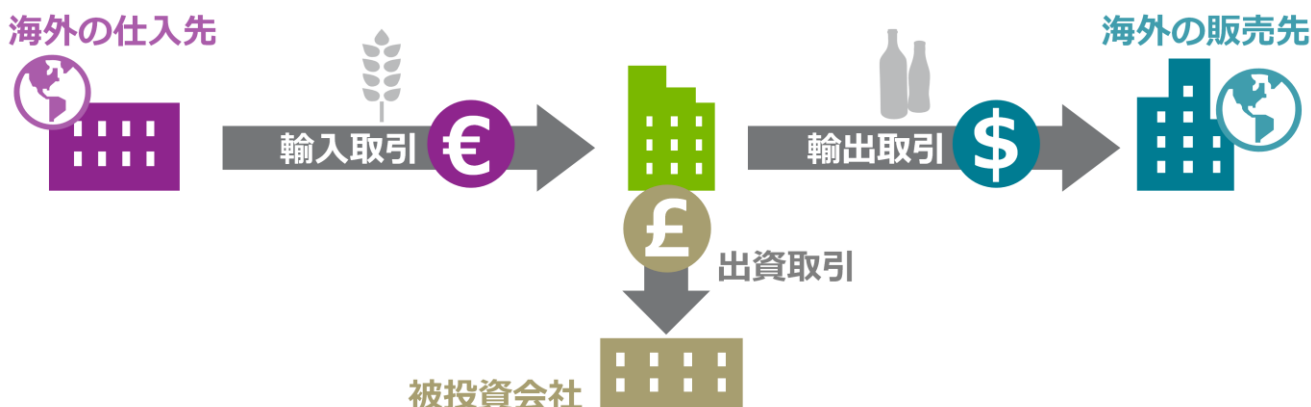 海外の仕入先
海外の販売先
輸入取引 €
輸出取引 $
£
出資取引
被投資会社